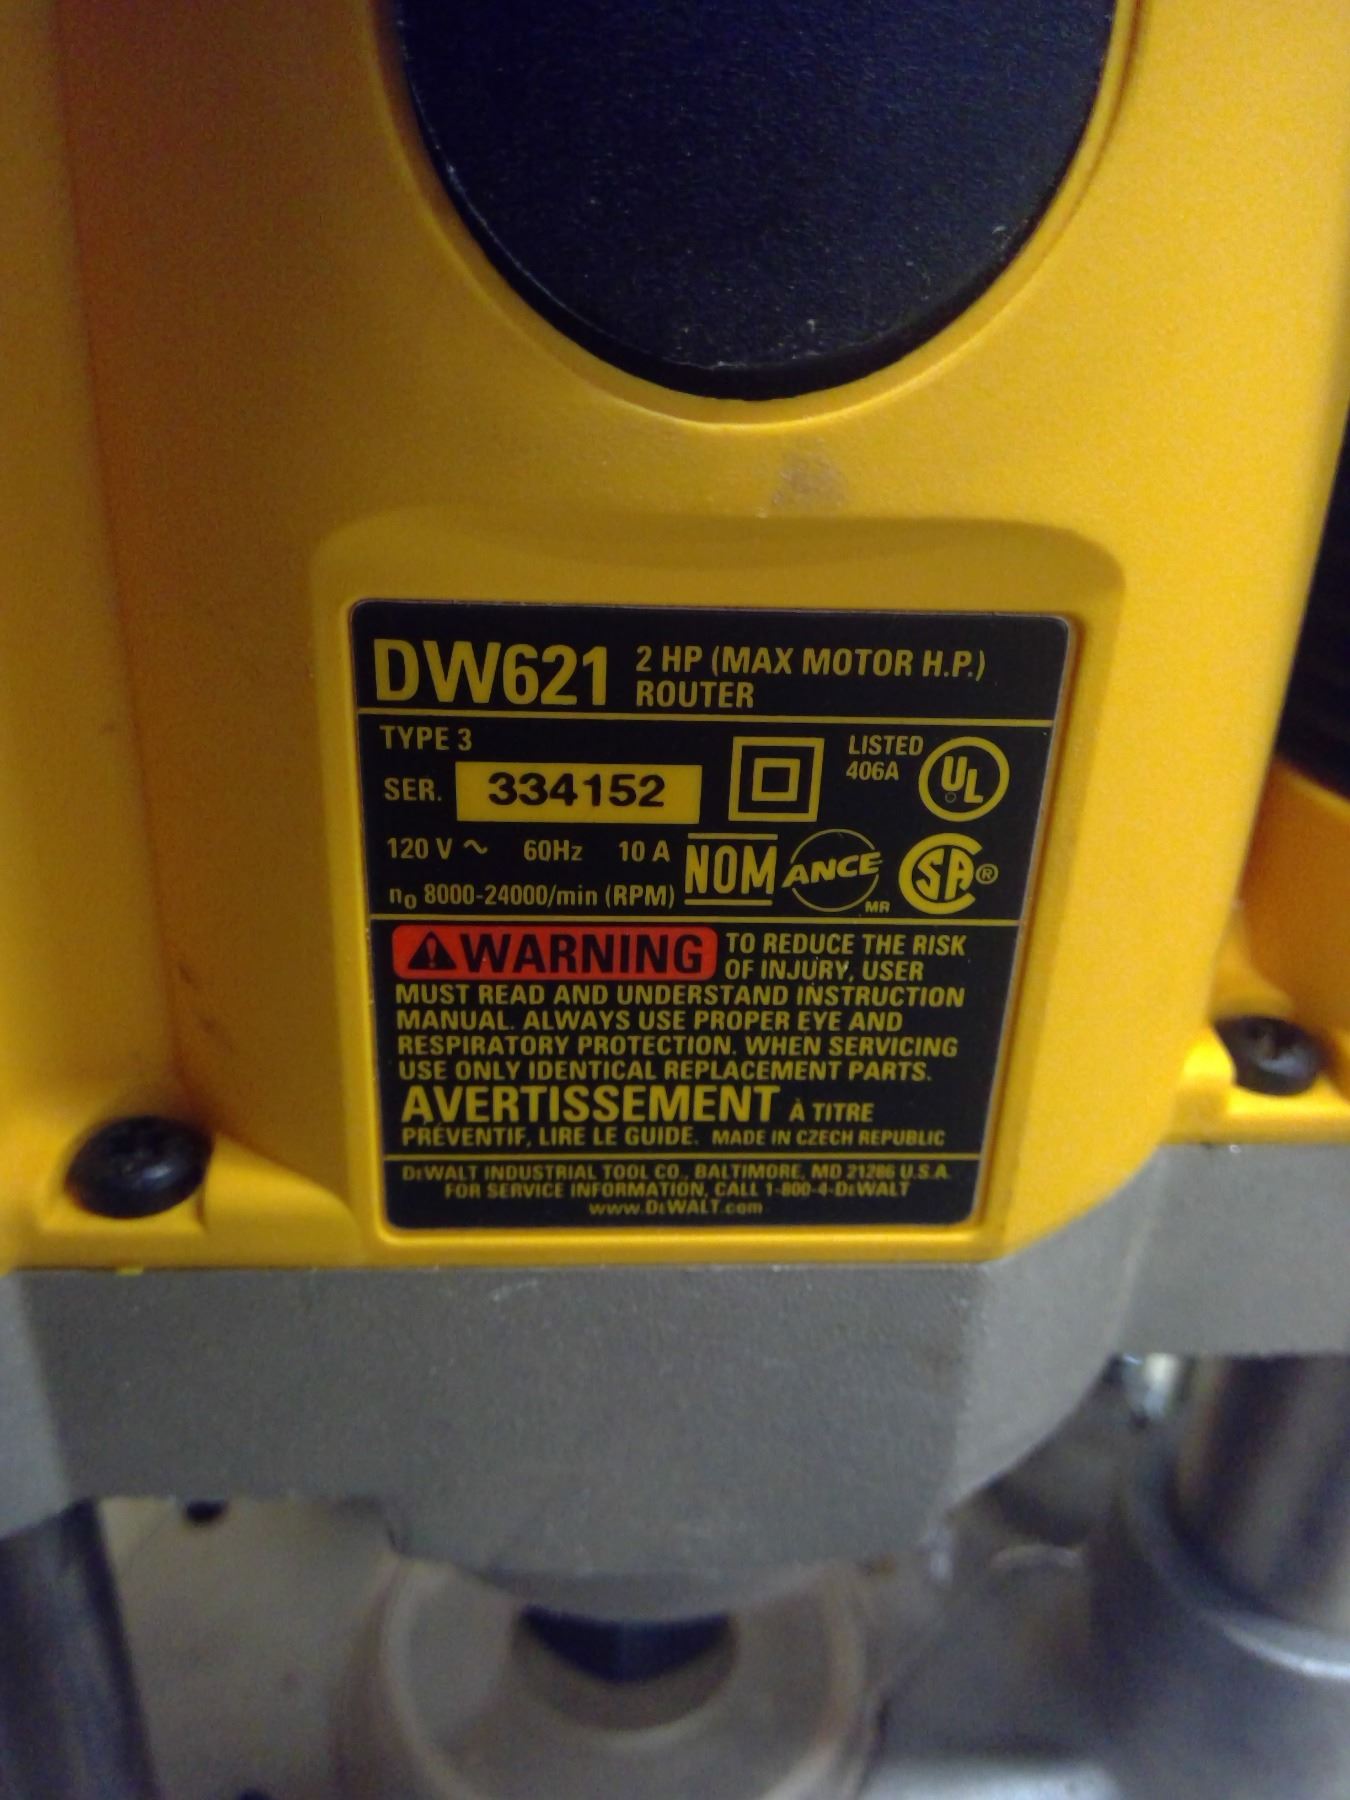 DW621 2 HP (MAX MOTOR H.P.)
ROUTER
TYPE 3
LISTED
406A
UL
SER. 334152
120 V ~ 60Hz 10 A
NOM ANCE MR SA ®
n₀ 8000-24000/min (RPM)
WARNING TO REDUCE THE RISK
OF INJURY, USER
MUST READ AND UNDERSTAND INSTRUCTION
MANUAL. ALWAYS USE PROPER EYE AND
RESPIRATORY PROTECTION. WHEN SERVICING
USE ONLY IDENTICAL REPLACEMENT PARTS.
AVERTISSEMENT À TITRE
PRÉVENTIF, LIRE LE GUIDE. MADE IN CZECH REPUBLIC
DEWALT INDUSTRIAL TOOL CO., BALTIMORE, MD 21286 U.S.A.
FOR SERVICE INFORMATION, CALL 1-800-4-DEWALT
www.DEWALT.com